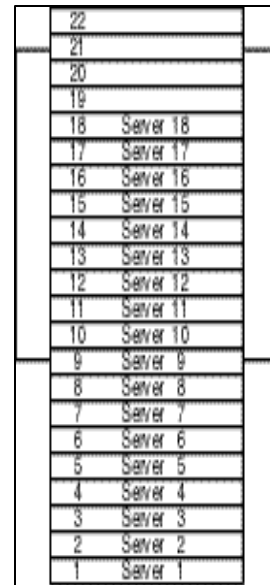 22
21
20
19
18 Server 18
17 Server 17
16 Server 16
15 Server 15
14 Server 14
13 Server 13
12 Server 12
11 Server 11
10 Server 10
9 Server 9
8 Server 8
7 Server 7
6 Server 6
5 Server 5
4 Server 4
3 Server 3
2 Server 2
1 Server 1